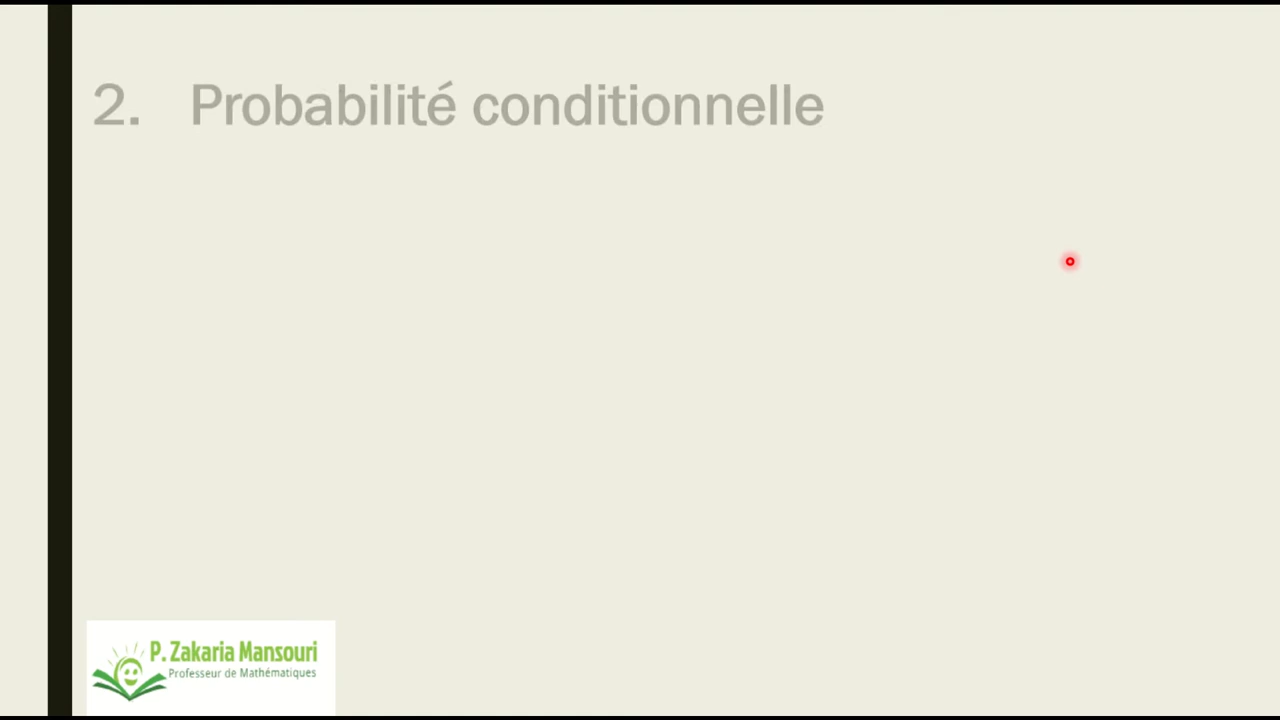 2. Probabilité conditionnelle
P. Zakaria Mansouri
Professeur de Mathématiques